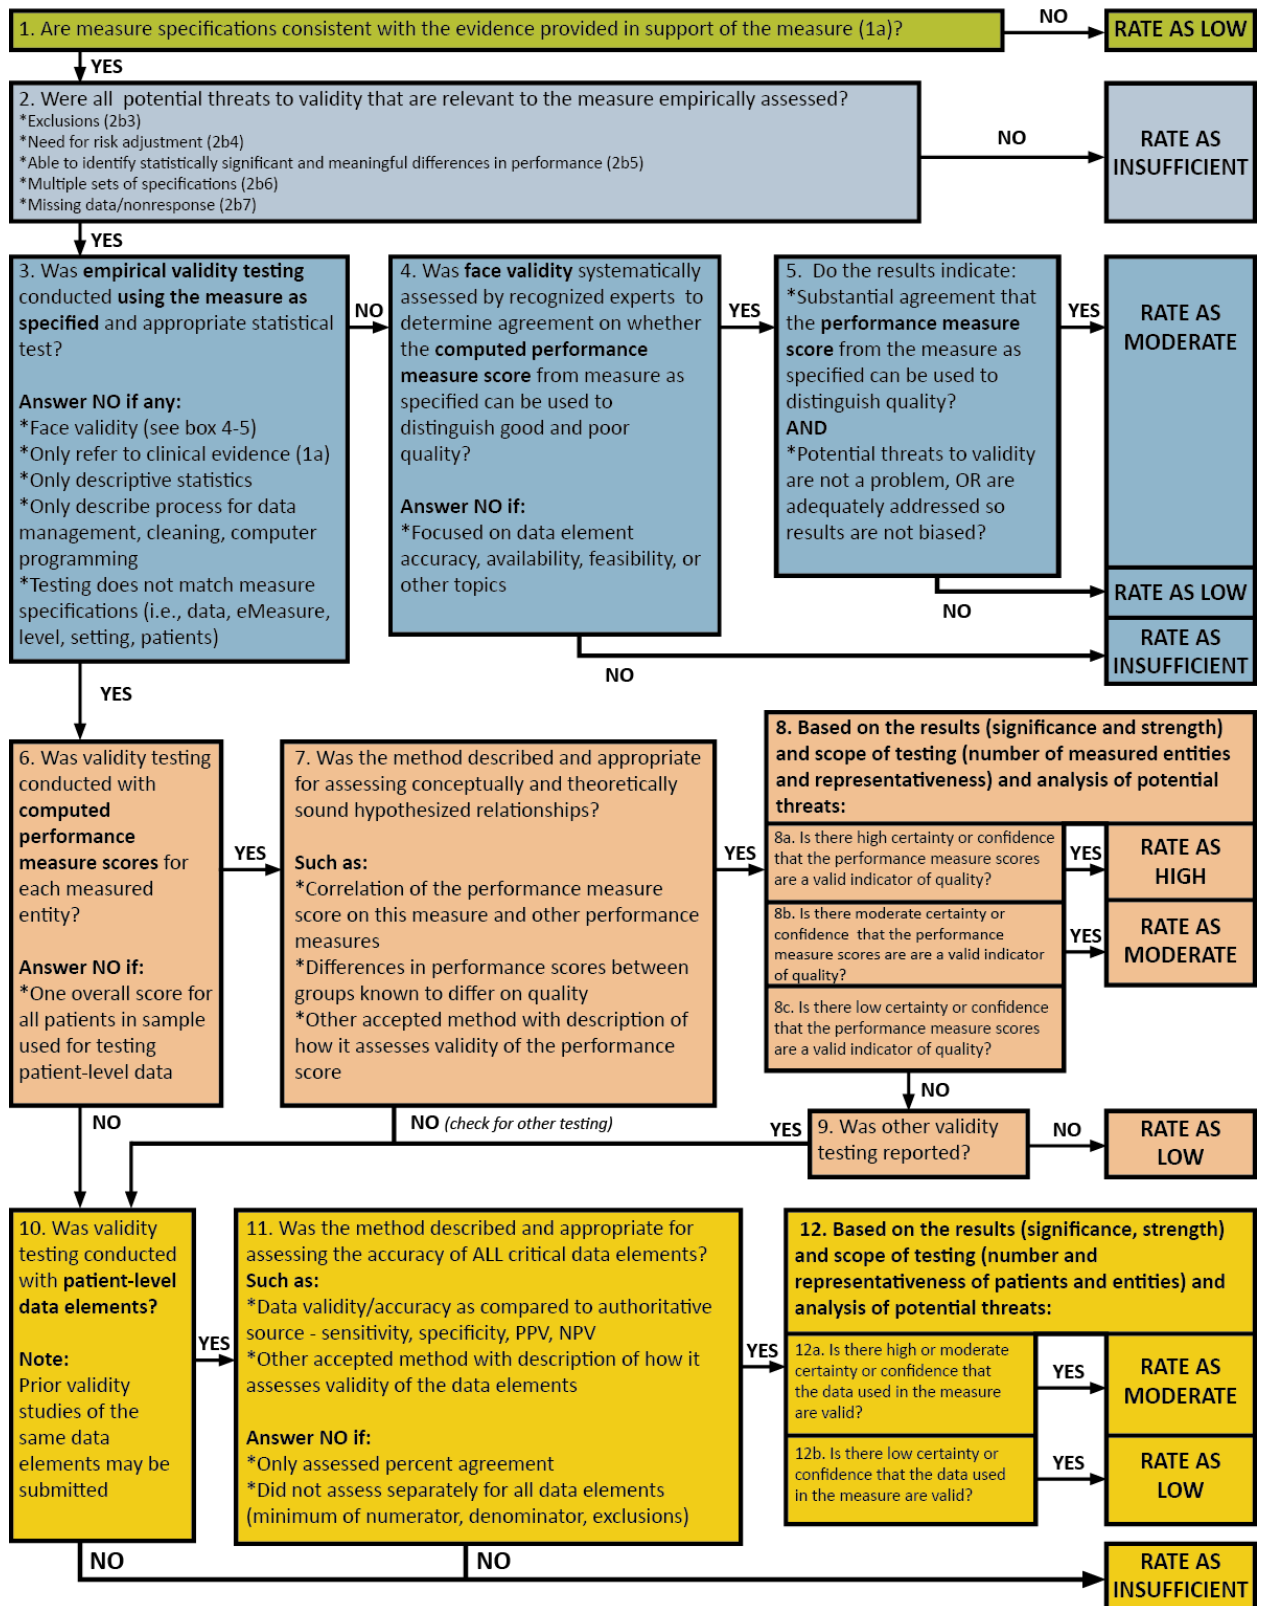 1. Are measure specifications consistent with the evidence provided in support of the measure (1a)?
NO
RATE AS LOW
YES
2. Were all  potential threats to validity that are relevant to the measure empirically assessed?
*Exclusions (2b3)
*Need for risk adjustment (2b4)
*Able to identify statistically significant and meaningful differences in performance (2b5)
*Multiple sets of specifications (2b6)
*Missing data/nonresponse (2b7)
NO
RATE AS
INSUFFICIENT
YES
3. Was empirical validity testing
conducted using the measure as
specified and appropriate statistical
test?
Answer NO if any:
*Face validity (see box 4-5)
*Only refer to clinical evidence (1a)
*Only descriptive statistics
*Only describe process for data
management, cleaning, computer
programming
*Testing does not match measure
specifications (i.e., data, eMeasure,
level, setting, patients)
NO
4. Was face validity systematically
assessed by recognized experts  to
determine agreement on whether
the computed performance
measure score from measure as
specified can be used to
distinguish good and poor
quality?
Answer NO if:
*Focused on data element
accuracy, availability, feasibility, or
other topics
YES
5.  Do the results indicate:
*Substantial agreement that
the performance measure
score from the measure as
specified can be used to
distinguish quality?
AND
*Potential threats to validity
are not a problem, OR are
adequately addressed so
results are not biased?
YES
RATE AS
MODERATE
NO
RATE AS LOW
NO
RATE AS
INSUFFICIENT
YES
6. Was validity testing
conducted with
computed
performance
measure scores for
each measured
entity?
Answer NO if:
*One overall score for
all patients in sample
used for testing
patient-level data
YES
7. Was the method described and appropriate
for assessing conceptually and theoretically
sound hypothesized relationships?
Such as:
*Correlation of the performance measure
score on this measure and other performance
measures
*Differences in performance scores between
groups known to differ on quality
*Other accepted method with description of
how it assesses validity of the performance
score
YES
8. Based on the results (significance and strength)
and scope of testing (number of measured entities
and representativeness) and analysis of potential
threats:
8a. Is there high certainty or confidence
that the performance measure scores
are a valid indicator of quality?
YES
RATE AS
HIGH
8b. Is there moderate certainty or
confidence  that the performance
measure scores are are a valid indicator
of quality?
YES
RATE AS
MODERATE
8c. Is there low certainty or confidence
that the performance measure scores
are a valid indicator of quality?
NO
NO
NO (check for other testing)
YES
9. Was other validity
testing reported?
NO
RATE AS
LOW
10. Was validity
testing conducted
with patient-level
data elements?
Note:
Prior validity
studies of the
same data
elements may be
submitted
YES
11. Was the method described and appropriate for
assessing the accuracy of ALL critical data elements?
Such as:
*Data validity/accuracy as compared to authoritative
source - sensitivity, specificity, PPV, NPV
*Other accepted method with description of how it
assesses validity of the data elements
Answer NO if:
*Only assessed percent agreement
*Did not assess separately for all data elements
(minimum of numerator, denominator, exclusions)
YES
12. Based on the results (significance, strength)
and scope of testing (number and
representativeness of patients and entities) and
analysis of potential threats:
12a. Is there high or moderate
certainty or confidence that
the data used in the measure
are valid?
YES
RATE AS
MODERATE
12b. Is there low certainty or
confidence that the data used
in the measure are valid?
YES
RATE AS
LOW
NO
NO
RATE AS
INSUFFICIENT